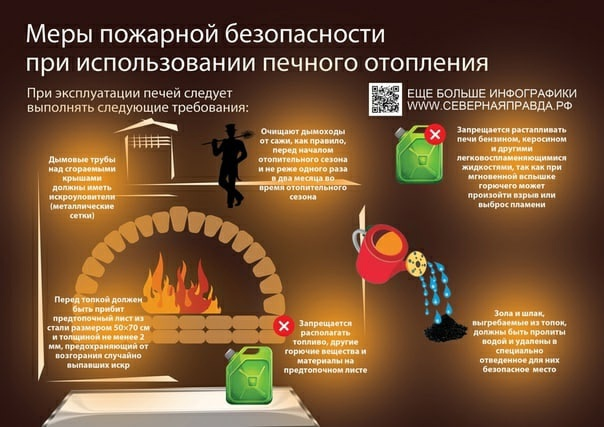 Меры пожарной безопасности
при использовании печного отопления
При эксплуатации печей следует
выполнять следующие требования:
ЕЩЕ БОЛЬШЕ ИНФОГРАФИКИ
WWW.СЕВЕРНАЯПРАВДА.РФ
Дымовые трубы
над сгораемыми
крышами
должны иметь
искроуловители
(металлические
сетки)
Очищают дымоходы
от сажи, как правило,
перед началом
отопительного сезона
и не реже одного раза
в два месяца во
время отопительного
сезона
Запрещается растапливать
печи бензином, керосином
и другими
легковоспламеняющимися
жидкостями, так как при
мгновенной вспышке
горючего может
произойти взрыв или
выброс пламени
Перед топкой должен
быть прибит
предтопочный лист из
стали размером 50×70 см
и толщиной не менее 2
мм, предохраняющий от
возгорания случайно
выпавших искр
Запрещается
располагать
топливо, другие
горючие вещества и
материалы на
предтопочном листе
Зола и шлак,
выгребаемые из топок,
должны быть пролиты
водой и удалены в
специально
отведенное для них
безопасное место